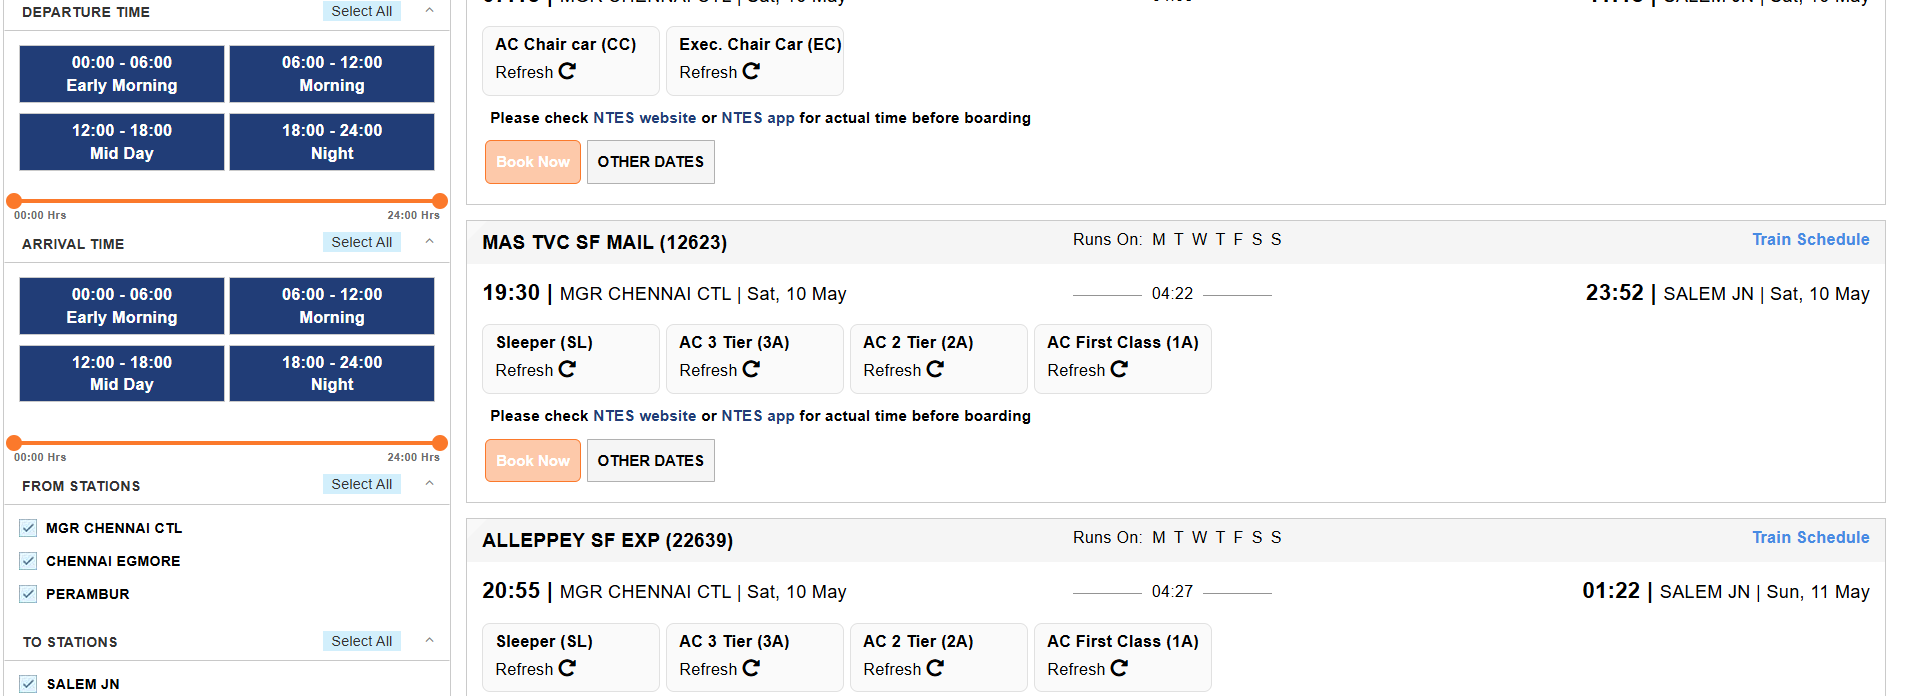 DEPARTURE TIME
Select All
00:00 - 06:00
Early Morning
06:00 - 12:00
Morning
12:00 - 18:00
Mid Day
18:00 - 24:00
Night
00:00 Hrs
24:00 Hrs
ARRIVAL TIME
Select All
00:00 - 06:00
Early Morning
06:00 - 12:00
Morning
12:00 - 18:00
Mid Day
18:00 - 24:00
Night
00:00 Hrs
24:00 Hrs
FROM STATIONS
Select All
MGR CHENNAI CTL
CHENNAI EGMORE
PERAMBUR
TO STATIONS
Select All
SALEM JN
| MGR CHENNAI CTL | Sat, 10 May
| SALEM JN | Sat, 10 May
AC Chair car (CC)
Refresh
Exec. Chair Car (EC)
Refresh
Please check NTES website or NTES app for actual time before boarding
Book Now
OTHER DATES
MAS TVC SF MAIL (12623)
Runs On: M T W T F S S
Train Schedule
19:30 | MGR CHENNAI CTL | Sat, 10 May
04:22
23:52 | SALEM JN | Sat, 10 May
Sleeper (SL)
Refresh
AC 3 Tier (3A)
Refresh
AC 2 Tier (2A)
Refresh
AC First Class (1A)
Refresh
Please check NTES website or NTES app for actual time before boarding
Book Now
OTHER DATES
ALLEPPEY SF EXP (22639)
Runs On: M T W T F S S
Train Schedule
20:55 | MGR CHENNAI CTL | Sat, 10 May
04:27
01:22 | SALEM JN | Sun, 11 May
Sleeper (SL)
Refresh
AC 3 Tier (3A)
Refresh
AC 2 Tier (2A)
Refresh
AC First Class (1A)
Refresh